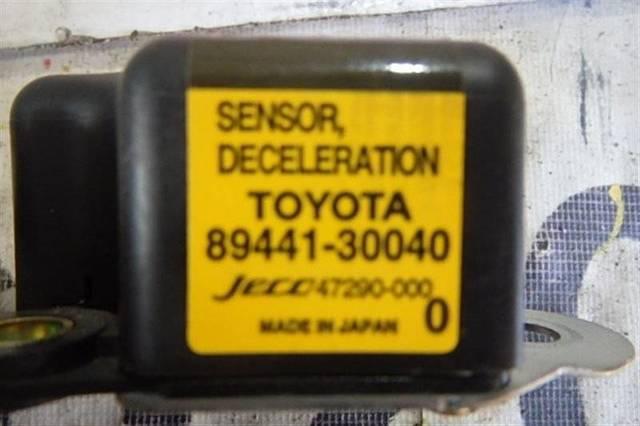 SENSOR,
DECELERATION
TOYOTA
89441-30040
Jeco 47290-000
MADE IN JAPAN 0